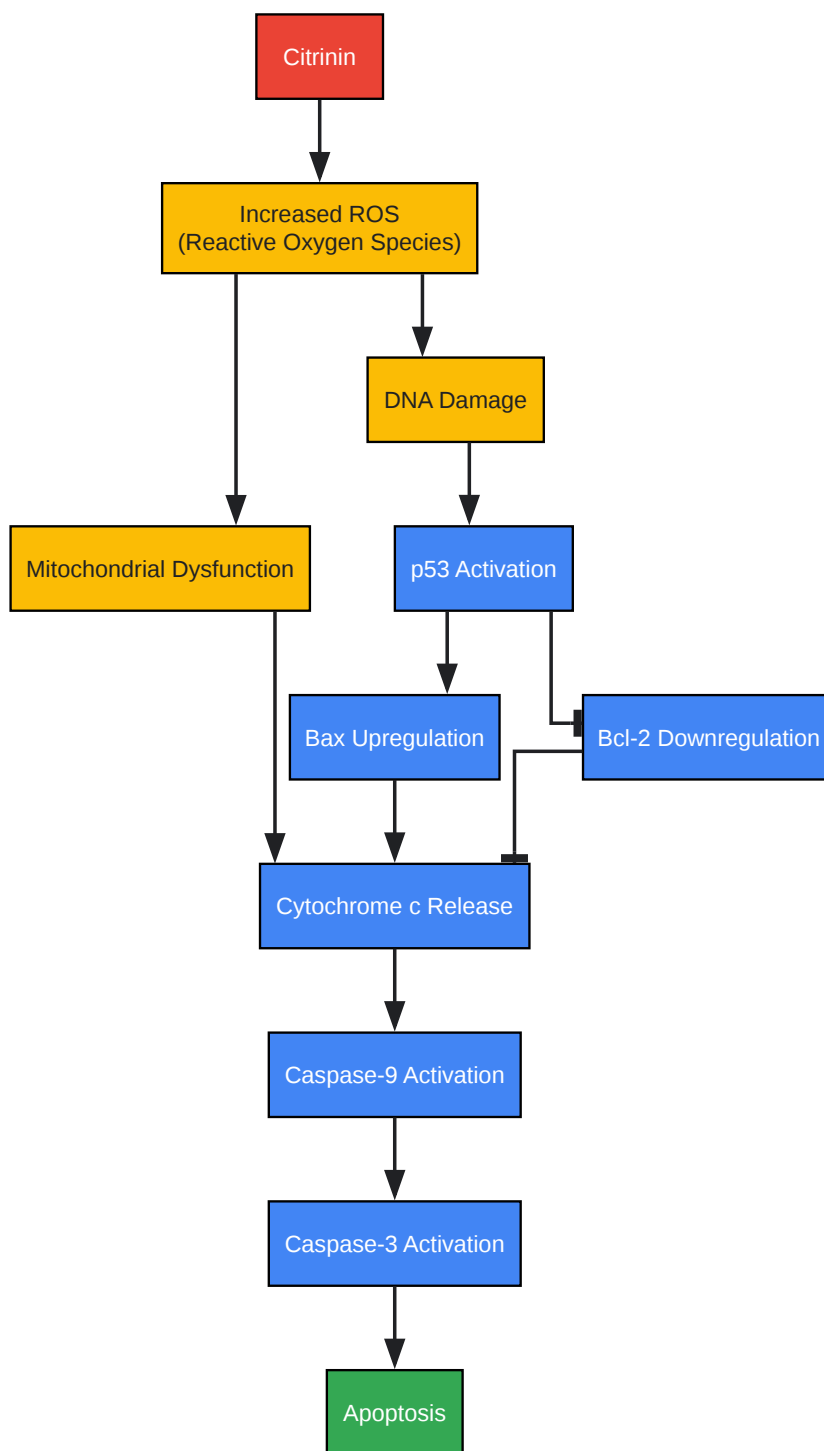 Citrinin
Increased ROS
(Reactive Oxygen Species)
DNA Damage
Mitochondrial Dysfunction
p53 Activation
Bax Upregulation
Bcl-2 Downregulation
Cytochrome c Release
Caspase-9 Activation
Caspase-3 Activation
Apoptosis